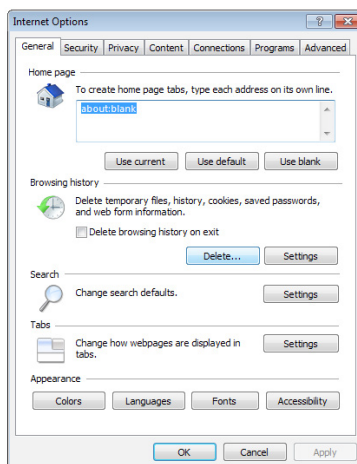 Internet Options
General Security Privacy Content Connections Programs Advanced
Home page
To create home page tabs, type each address on its own line.
about:blank
Use current Use default Use blank
Browsing history
Delete temporary files, history, cookies, saved passwords,
and web form information.
Delete browsing history on exit
Delete... Settings
Search
Change search defaults. Settings
Tabs
Change how webpages are displayed in
tabs. Settings
Appearance
Colors Languages Fonts Accessibility
OK Cancel Apply